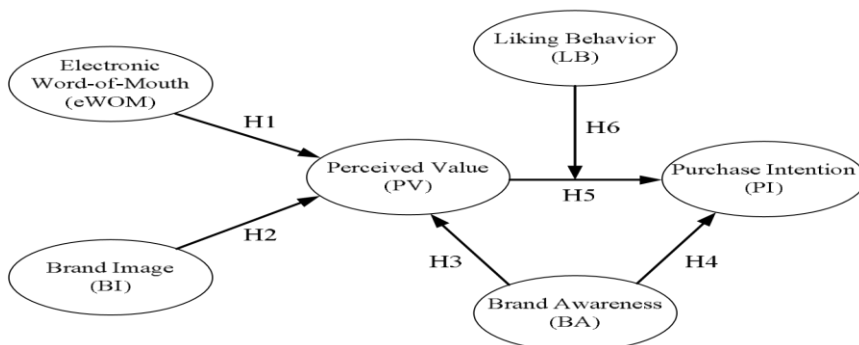 Liking Behavior
(LB)
Electronic
Word-of-Mouth
(eWOM)
H1
H6
Perceived Value
(PV)
Purchase Intention
(PI)
H5
H2
H3
H4
Brand Image
(BI)
Brand Awareness
(BA)